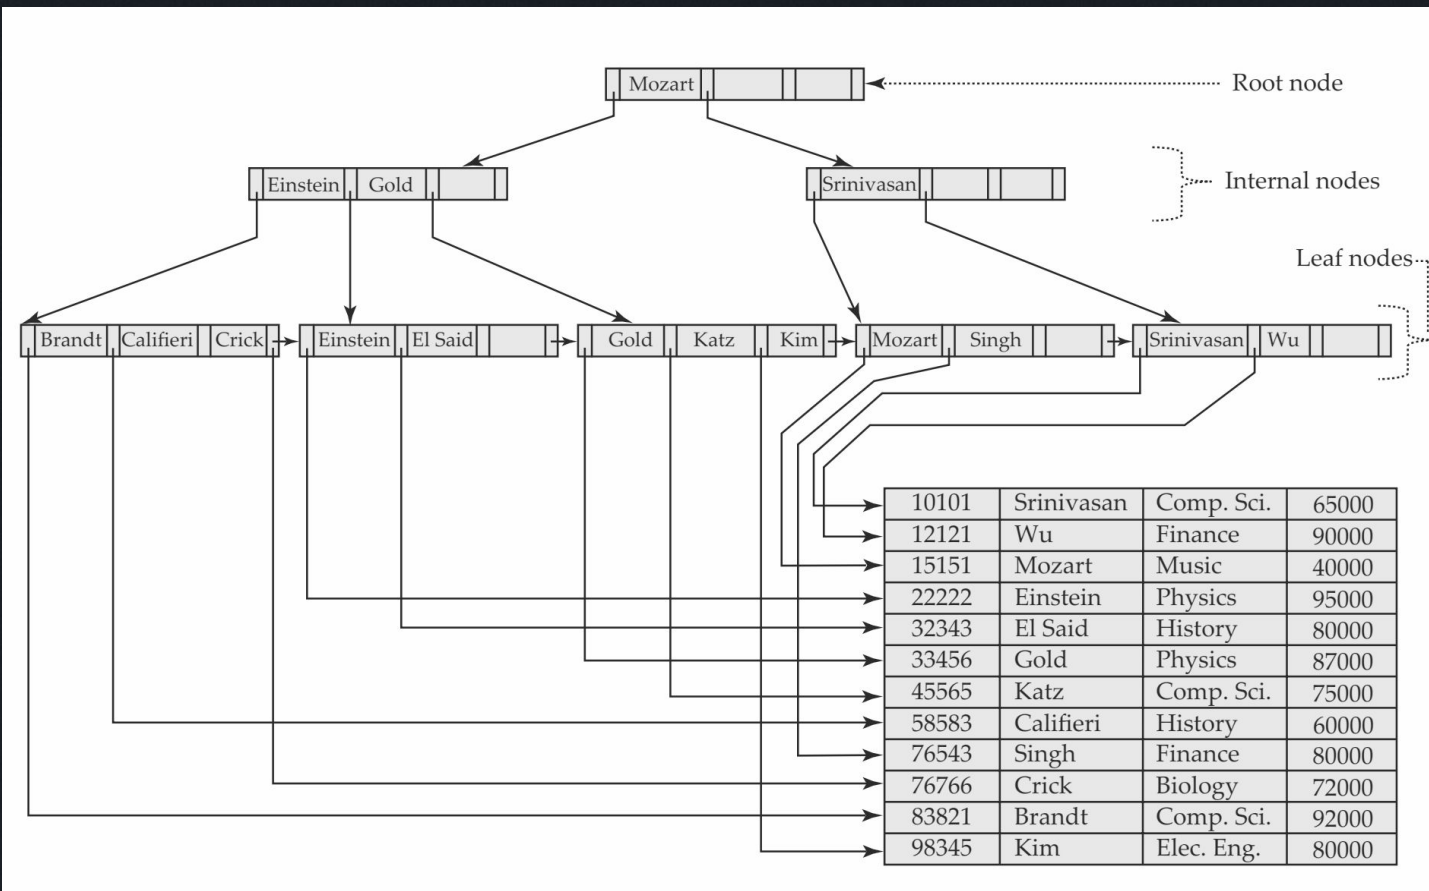 Mozart
Root node
Einstein Gold
Srinivasan
Internal nodes
Leaf nodes
Brandt Califieri Crick
Einstein El Said
Gold Katz Kim
Mozart Singh
Srinivasan Wu
10101 Srinivasan Comp. Sci. 65000
12121 Wu Finance 90000
15151 Mozart Music 40000
22222 Einstein Physics 95000
32343 El Said History 80000
33456 Gold Physics 87000
45565 Katz Comp. Sci. 75000
58583 Califieri History 60000
76543 Singh Finance 80000
76766 Crick Biology 72000
83821 Brandt Comp. Sci. 92000
98345 Kim Elec. Eng. 80000